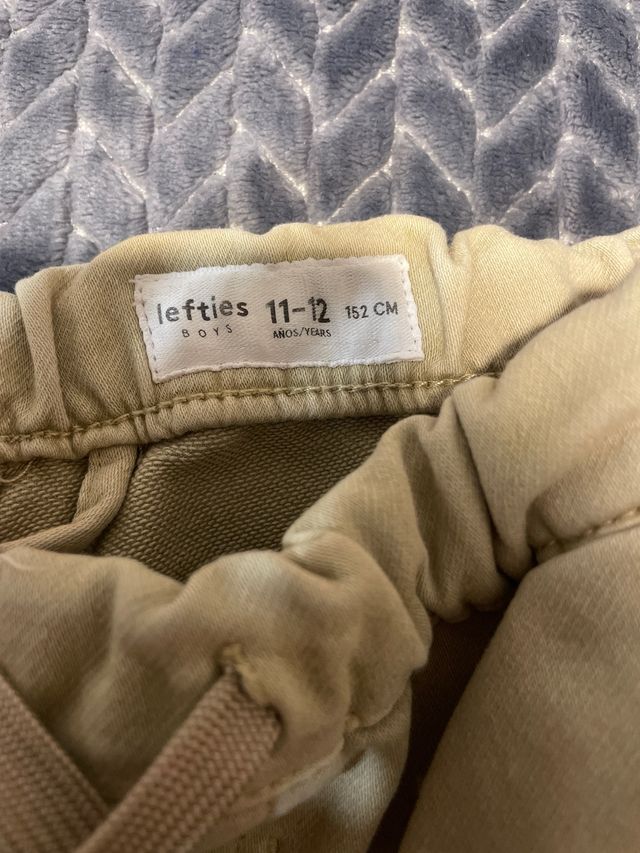 lefties 11-12 152 CM
BOYS AÑOS/YEARS